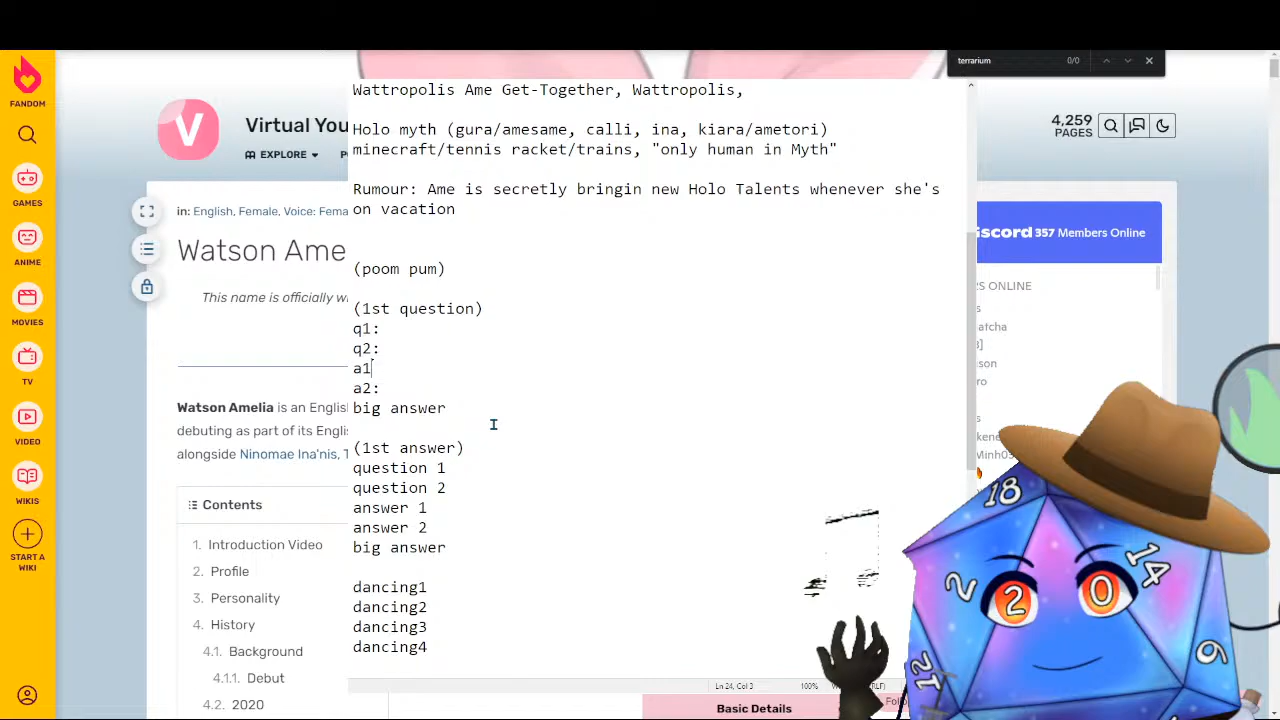 terrarium
0/0
FANDOM
GAMES
ANIME
MOVIES
TV
VIDEO
WIKIS
START A
WIKI
V
Virtual You
EXPLORE
4,259
PAGES
in: English, Female, Voice: Fema
Watson Ame
This name is officially w
Watson Amelia is an English
debuting as part of its Engli
alongside Ninomae Ina'nis, T
Contents
1. Introduction Video
2. Profile
3. Personality
4. History
4.1. Background
4.1.1. Debut
4.2. 2020
Wattropolis Ame Get-Together, Wattropolis,
Holo myth (gura/amesame, calli, ina, kiara/ametori)
minecraft/tennis racket/trains, "only human in Myth"
Rumour: Ame is secretly bringin new Holo Talents whenever she's
on vacation
(poom pum)
(1st question)
q1:
q2:
a1
a2:
big answer
(1st answer)
question 1
question 2
answer 1
answer 2
big answer
dancing1
dancing2
dancing3
dancing4
Ln 24, Col 3
100%
Basic Details
scord 357 Members Online
RS ONLINE
atcha
18
14
2
2
0
12
6